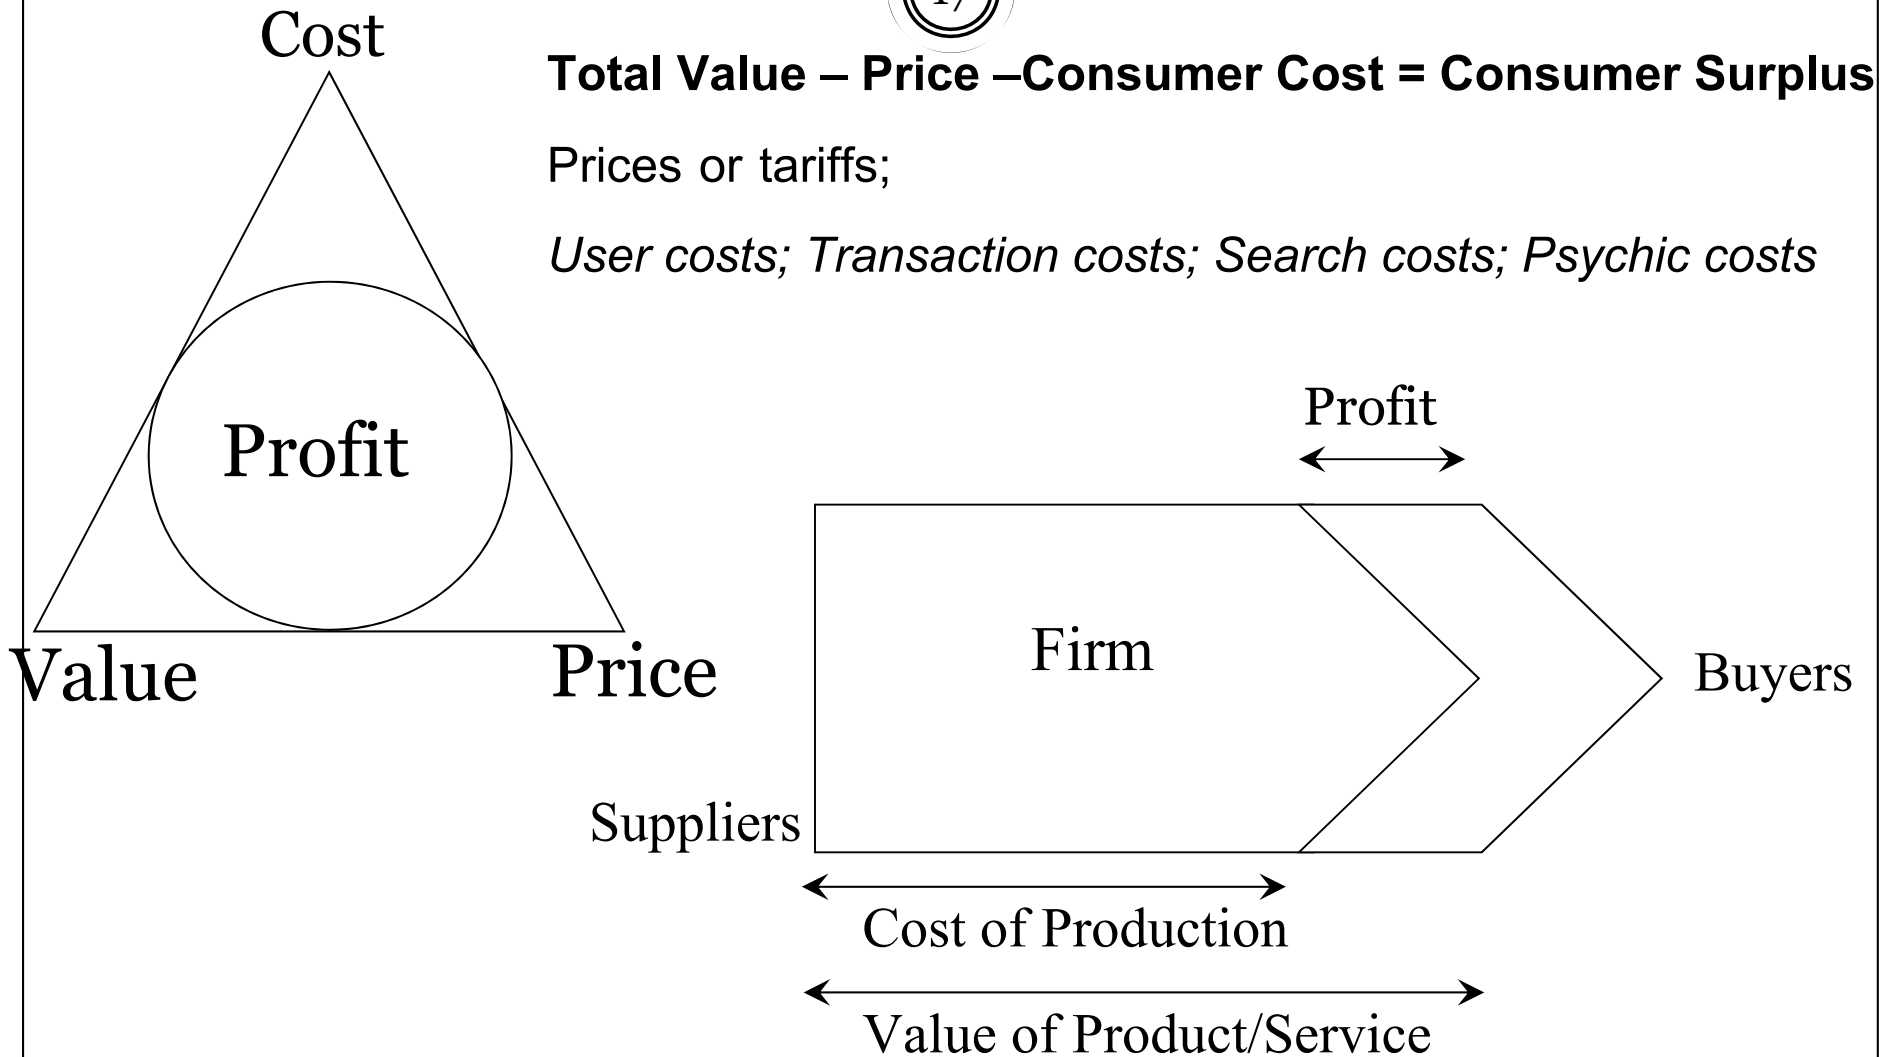 Cost
Total Value – Price –Consumer Cost = Consumer Surplus
Prices or tariffs;
User costs; Transaction costs; Search costs; Psychic costs
Profit
Profit
Firm
Value
Price
Buyers
Suppliers
Cost of Production
Value of Product/Service